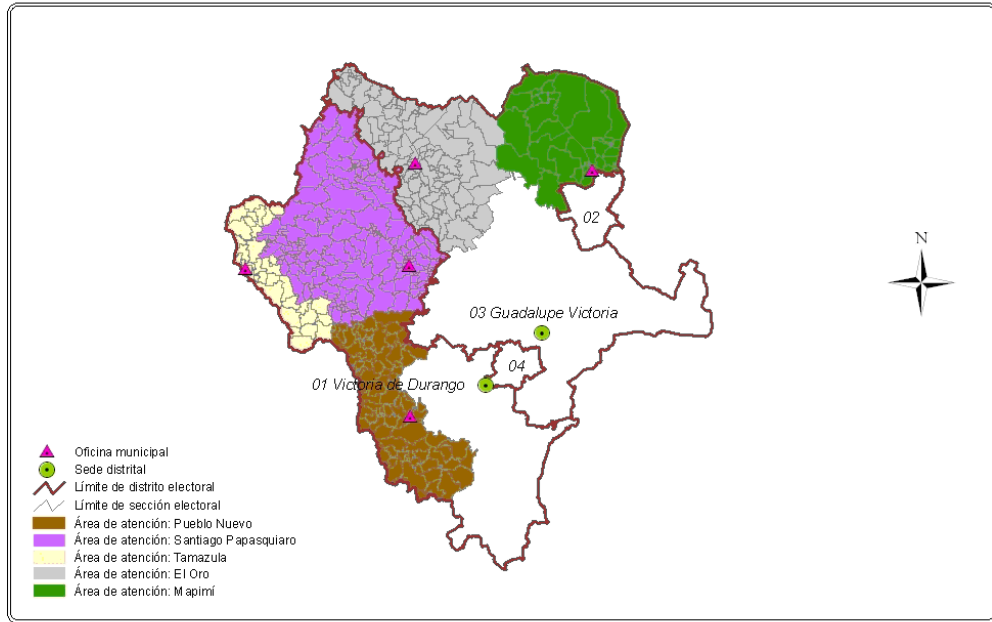 02
N
03 Guadalupe Victoria
04
01 Victoria de Durango
Oficina municipal
Sede distrital
Límite de distrito electoral
Límite de sección electoral
Área de atención: Pueblo Nuevo
Área de atención: Santiago Papasquiaro
Área de atención: Tamazula
Área de atención: El Oro
Área de atención: Mapimí